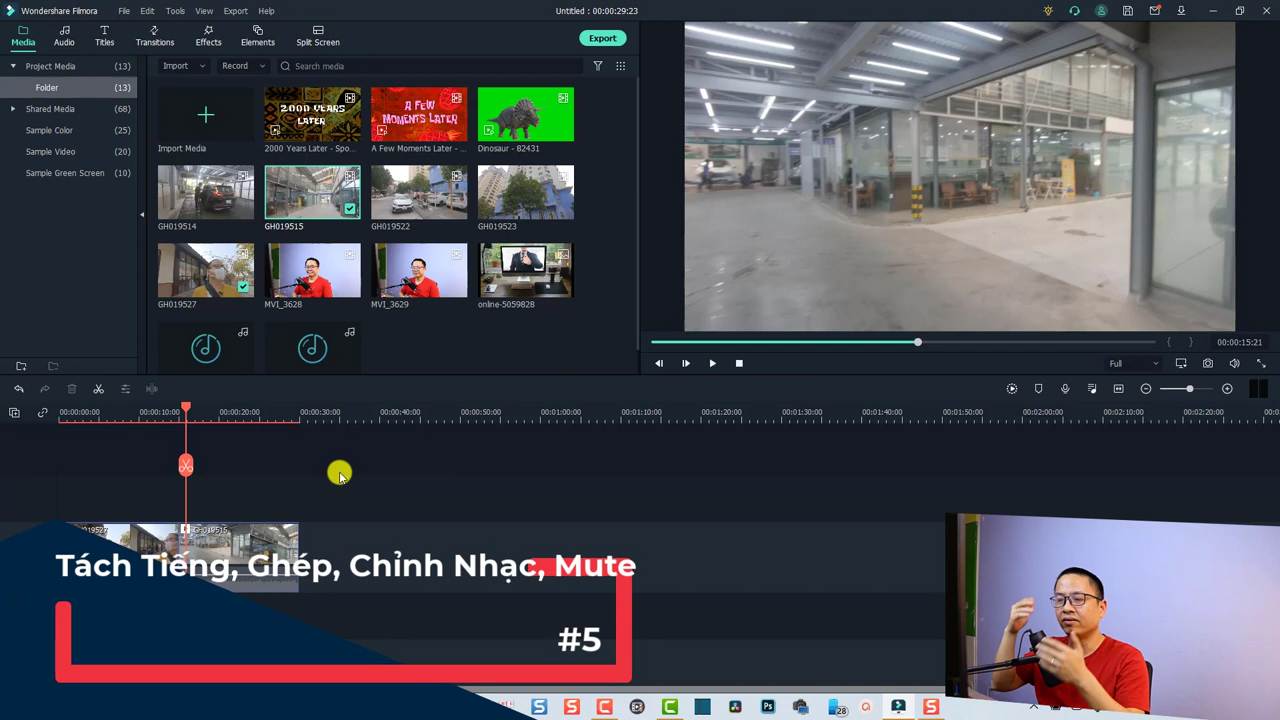 Wondershare Filmora
File
Edit
Tools
View
Export
Help
Untitled : 00:00:29:23
Media
Audio
Titles
Transitions
Effects
Elements
Split Screen
Export
Project Media (13)
Folder (13)
Shared Media (68)
Sample Color (25)
Sample Video (20)
Sample Green Screen (10)
Import
Record
Search media
Import Media
2000 YEARS
LATER
2000 Years Later - Spo...
A FEW
MOMENTS LATER
A Few Moments Later - ...
Dinosaur - 82431
GH019514
GH019515
GH019522
GH019523
GH019527
MVI_3628
MVI_3629
online-5059828
00:00:15:21
Full
00:00:00:00
00:00:10:00
00:00:20:00
00:00:30:00
00:00:40:00
00:00:50:00
00:01:00:00
00:01:10:00
00:01:20:00
00:01:30:00
00:01:40:00
00:01:50:00
00:02:00:00
00:02:10:00
00:02:20:00
GH019527
GH019515
Tách Tiếng, Ghép, Chỉnh Nhạc, Mute
#5
Ps
28